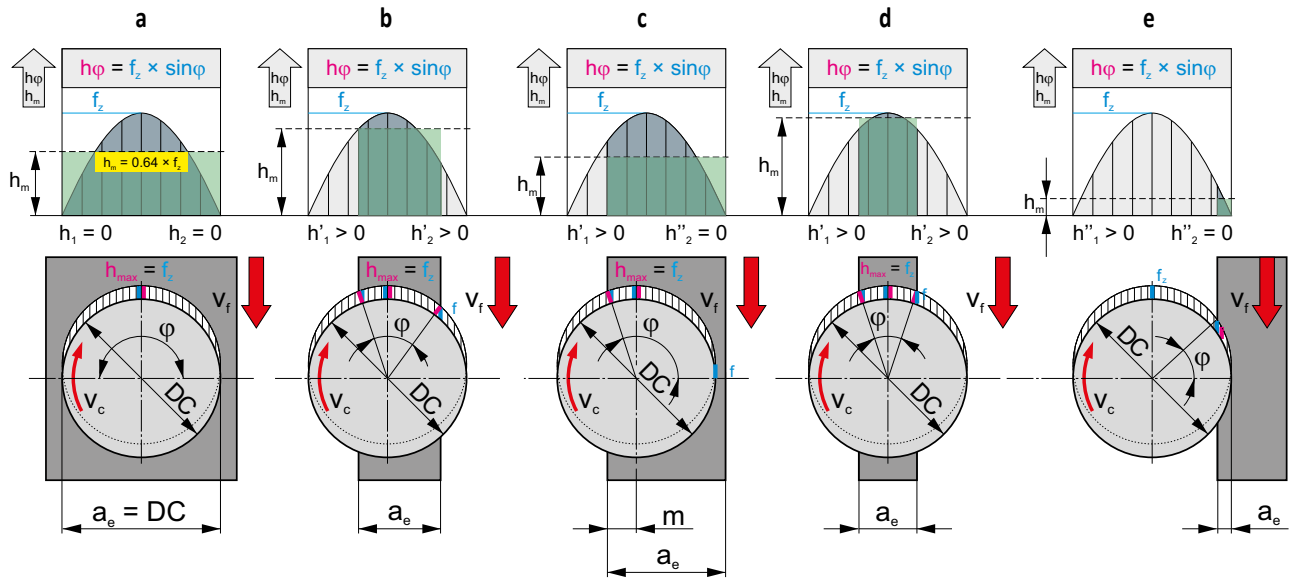 a b c d e
hφ = fz × sinφ hφ = fz × sinφ hφ = fz × sinφ hφ = fz × sinφ hφ = fz × sinφ
hφ hφ hφ hφ hφ
hm hm hm hm hm
fz fz fz fz fz
hm = 0.64 × fz
hm hm hm hm hm
h1 = 0 h2 = 0 h'1 > 0 h'2 > 0 h'1 > 0 h''2 = 0 h'1 > 0 h'2 > 0 h''1 > 0 h''2 = 0
hmax = fz hmax = fz hmax = fz hmax = fz fz
vf vf vf vf vf
f f f
φ φ φ φ φ
DC DC DC DC DC
vc vc vc vc vc
ae = DC ae m ae ae
ae